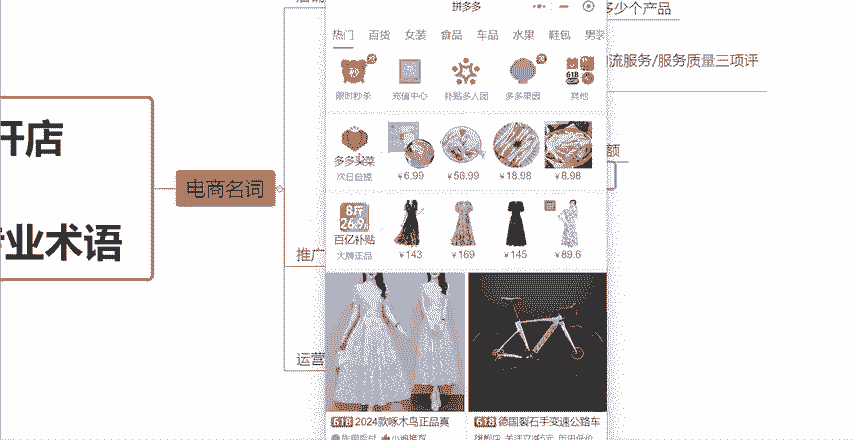 拼多多
多少个产品
热门 百货 女装 食品 车品 水果 鞋包 男装
流服务/服务质量三项评
限时秒杀 充值中心 补贴多人团 多多果园 其他
开店
多多买菜
次日自提
¥6.99 ¥56.99 ¥18.98 ¥8.98
额
电商名词
业术语
百亿补贴
大牌正品
¥143 ¥169 ¥145 ¥89.6
推广
运营
618 2024款啄木鸟正品真
618 德国裂石手变速公路车